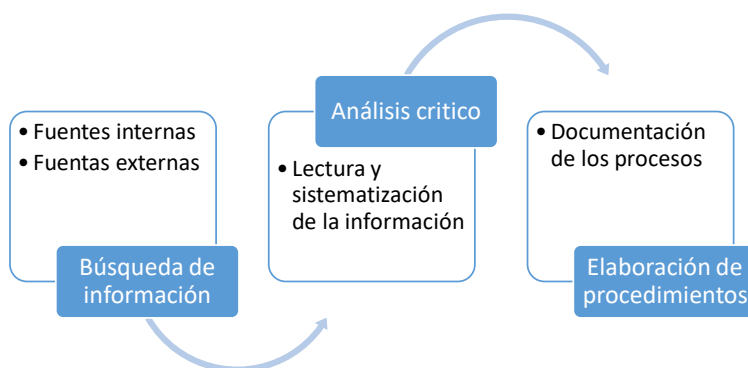 • Fuentes internas
• Fuentas externas
Búsqueda de
información
Análisis critico
• Lectura y
sistematización
de la información
• Documentación
de los procesos
Elaboración de
procedimientos